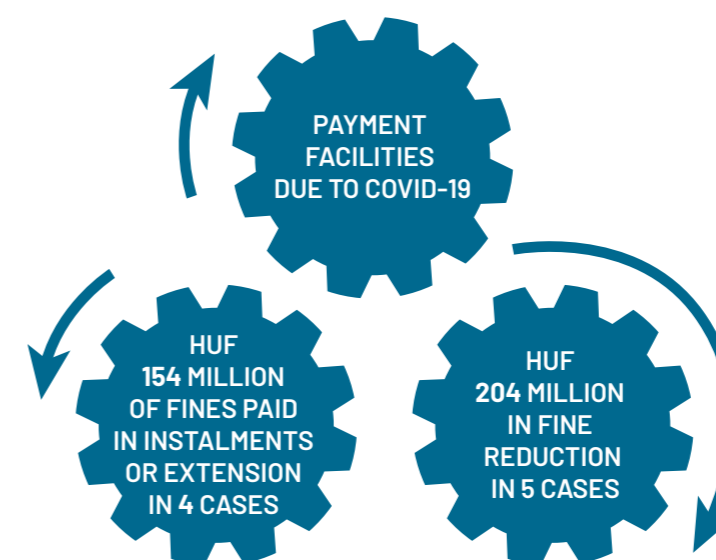 PAYMENT
FACILITIES
DUE TO COVID-19
HUF
154 MILLION
OF FINES PAID
IN INSTALMENTS
OR EXTENSION
IN 4 CASES
HUF
204 MILLION
IN FINE
REDUCTION
IN 5 CASES